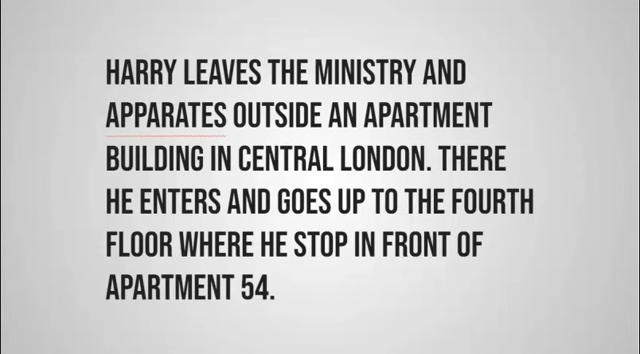 HARRY LEAVES THE MINISTRY AND
APPARATES OUTSIDE AN APARTMENT
BUILDING IN CENTRAL LONDON. THERE
HE ENTERS AND GOES UP TO THE FOURTH
FLOOR WHERE HE STOP IN FRONT OF
APARTMENT 54.